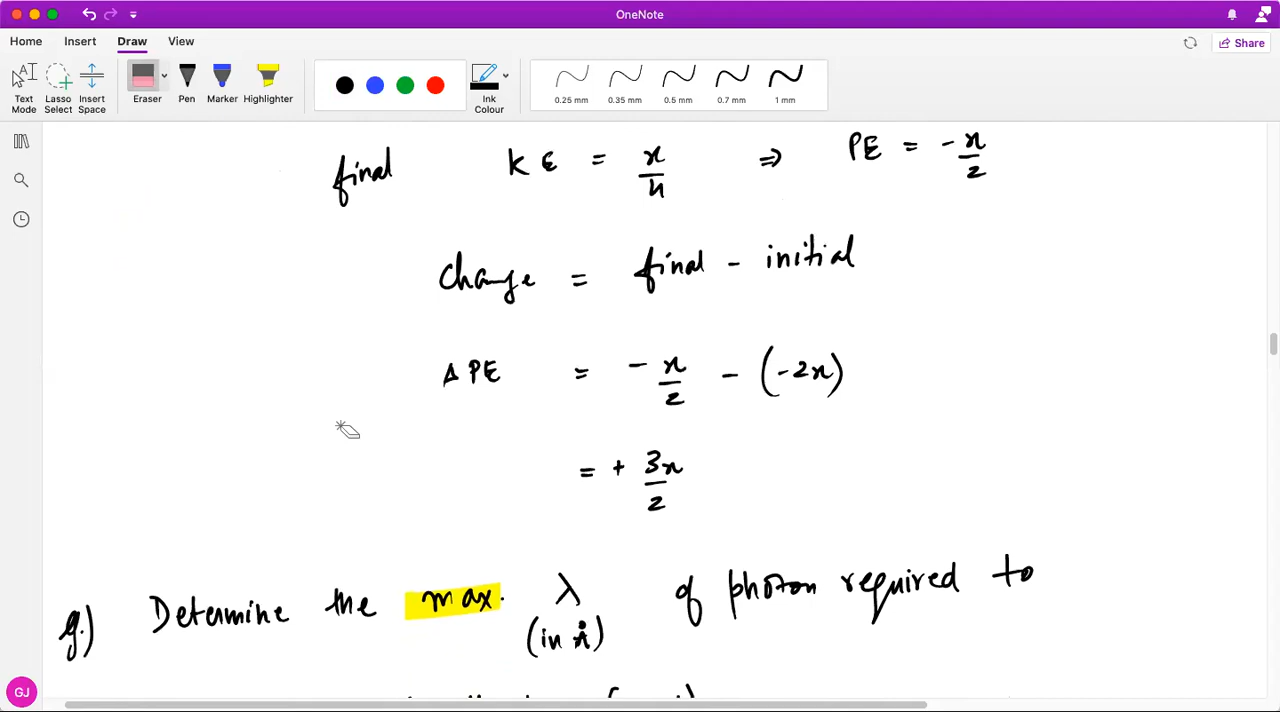 OneNote
Home Insert Draw View
Share
Text Mode
Lasso Select
Insert Space
Eraser
Pen
Marker
Highlighter
Ink Colour
0.25 mm 0.35 mm 0.5 mm 0.7 mm 1 mm
final KE = x/4 ⇒ PE = -x/2
Change = final - initial
Δ PE = - x/2 - (-2x)
= + 3x/2
g.) Determine the max. λ of photon required to
(in Å)
GJ